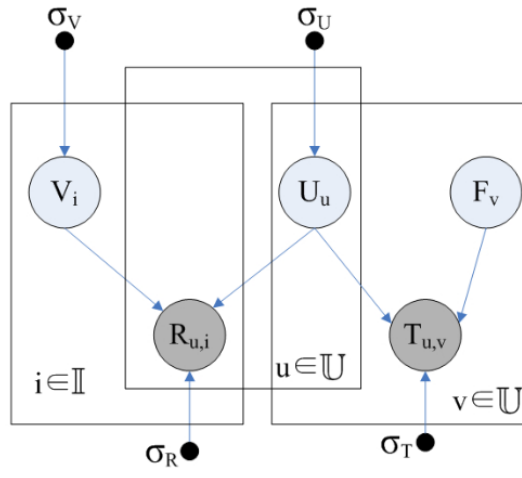 σV σU
Vi Uu Fv
Ru,i Tu,v
i∈𝕀 u∈𝕌 v∈𝕌
σR σT